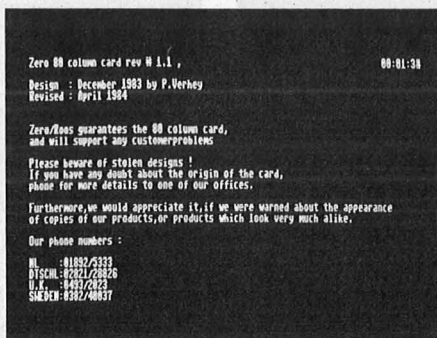 Zero 80 column card rev # 1.1 , 00:01:38
Design : December 1983 by P.Verhey
Revised : April 1984
Zero/Roos guarantees the 80 column card,
and will support any customerproblems
Please beware of stolen designs !
If you have any doubt about the origin of the card,
phone for more details to one of our offices.
Furthermore,we would appreciate it,if we were warned about the appearance
of copies of our products,or products which look very much alike.
Our phone numbers :
NL :01892/5333
DTSCHL:02821/28826
U.K. :0493/2023
SWEDEN:0302/40037